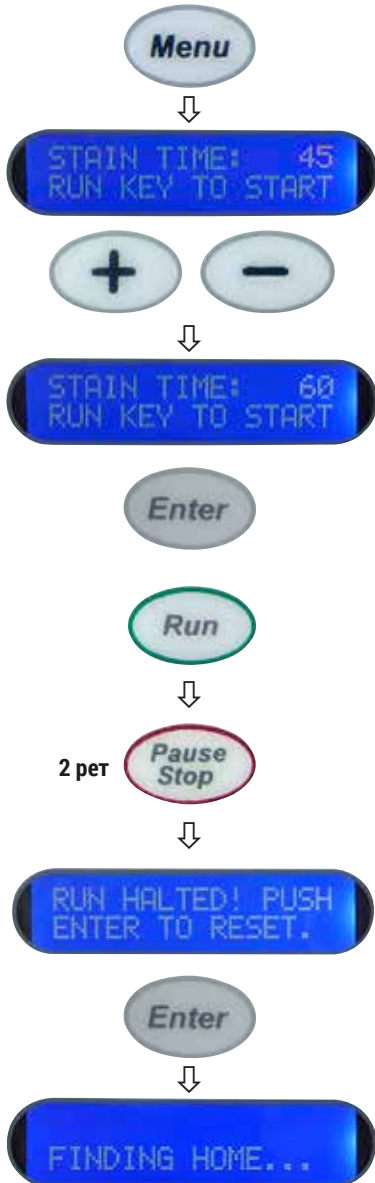 Menu
STAIN TIME: 45
RUN KEY TO START
+ -
STAIN TIME: 60
RUN KEY TO START
Enter
Run
2 рет
Pause
Stop
RUN HALTED! PUSH
ENTER TO RESET.
Enter
FINDING HOME...